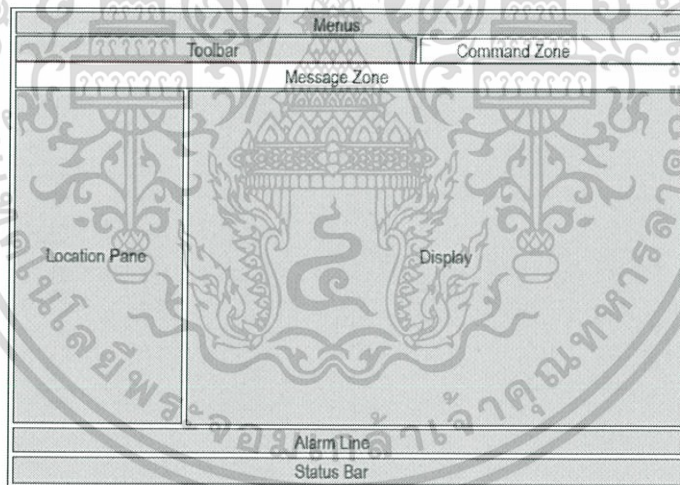 Menus
Toolbar Command Zone
Message Zone
Location Pane Display
Alarm Line
Status Bar